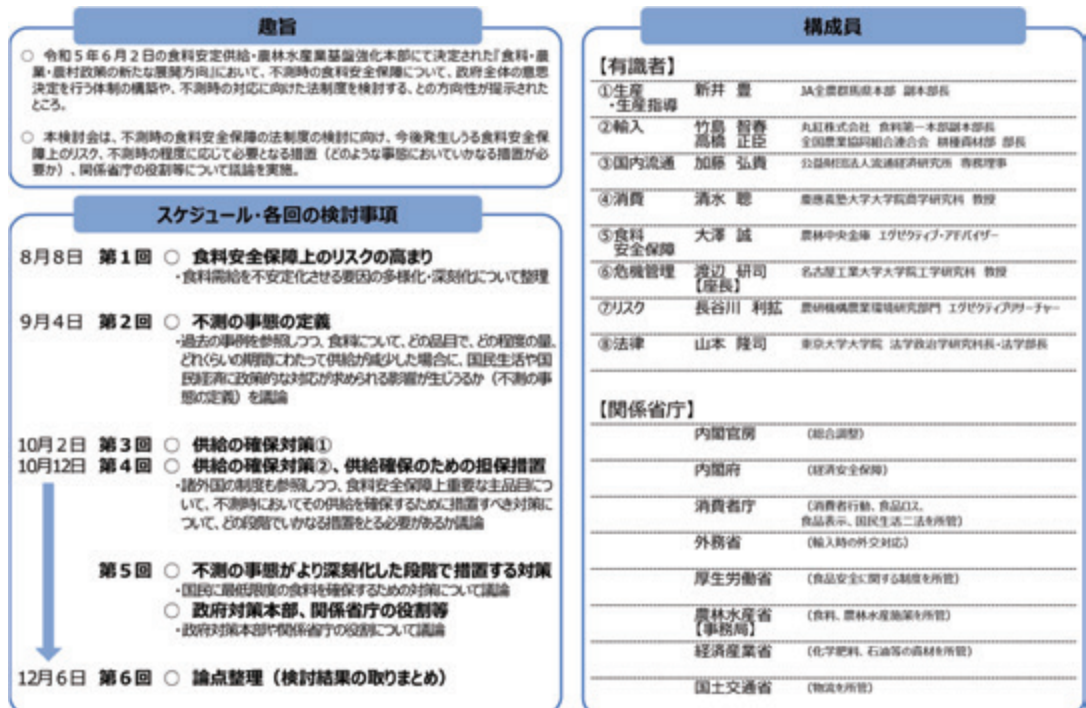 趣旨
○ 令和5年6月2日の食料安定供給・農林水産業基盤強化本部にて決定された『食料・農
業・農村政策の新たな展開方向』において、不測時の食料安全保障について、政府全体の意思
決定を行う体制の構築や、不測時の対応に向けた法制度を検討する、との方向性が提示された
ところ。
○ 本検討会は、不測時の食料安全保障の法制度の検討に向け、今後発生しうる食料安全保
障上のリスク、不測時の程度に応じて必要となる措置（どのような事態においていかなる措置が必
要か）、関係省庁の役割等について議論を実施。
スケジュール・各回の検討事項
8月8日 第1回 ○ 食料安全保障上のリスクの高まり
・食料需給を不安定化させる要因の多様化・深刻化について整理
9月4日 第2回 ○ 不測の事態の定義
・過去の事例を参照しつつ、食料について、どの品目で、どの程度の量、
どれくらいの期間にわたって供給が減少した場合に、国民生活や国
民経済に政策的な対応が求められる影響が生じうるか（不測の事
態の定義）を議論
10月2日 第3回 ○ 供給の確保対策①
10月12日 第4回 ○ 供給の確保対策②、供給確保のための担保措置
・諸外国の制度も参照しつつ、食料安全保障上重要な主品目につ
いて、不測時においてその供給を確保するために措置すべき対策に
ついて、どの段階でいかなる措置をとる必要があるか議論
第5回 ○ 不測の事態がより深刻化した段階で措置する対策
・国民に最低限度の食料を確保するための対策について議論
○ 政府対策本部、関係省庁の役割等
・政府対策本部や関係省庁の役割について議論
12月6日 第6回 ○ 論点整理（検討結果の取りまとめ）
構成員
【有識者】
①生産・生産指導 新井 豊 JA全農群馬県本部 副本部長
②輸入 竹島 智春 丸紅株式会社 食料第一本部副本部長
高橋 正臣 全国農業協同組合連合会 耕種資材部 部長
③国内流通 加藤 弘貴 公益財団法人流通経済研究所 専務理事
④消費 清水 聰 慶應義塾大学大学院商学研究科 教授
⑤食料安全保障 大澤 誠 農林中央金庫 エグゼクティブ・アドバイザー
⑥危機管理 渡辺 研司 名古屋工業大学大学院工学研究科 教授
【座長】
⑦リスク 長谷川 利拡 農研機構農業環境研究部門 エグゼクティブリサーチャー
⑧法律 山本 隆司 東京大学大学院 法学政治学研究科長・法学部長
【関係省庁】
内閣官房 （総合調整）
内閣府 （経済安全保障）
消費者庁 （消費者行動、食品ロス、
食品表示、国民生活二法を所管）
外務省 （輸入時の外交対応）
厚生労働省 （食品安全に関する制度を所管）
農林水産省 （食料、農林水産施策を所管）
【事務局】
経済産業省 （化学肥料、石油等の資材を所管）
国土交通省 （物流を所管）